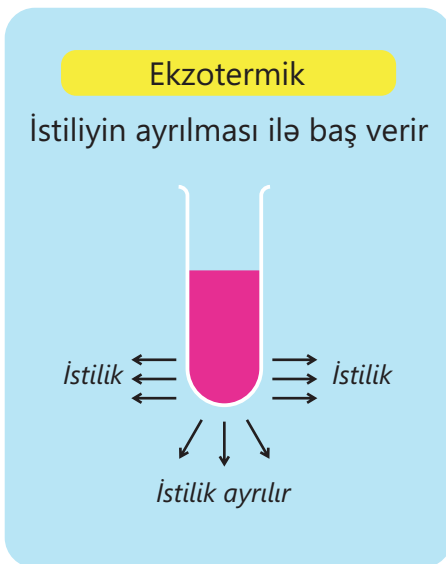 Ekzotermik
İstiliyin ayrılması ilə baş verir
İstilik
İstilik
İstilik ayrılır